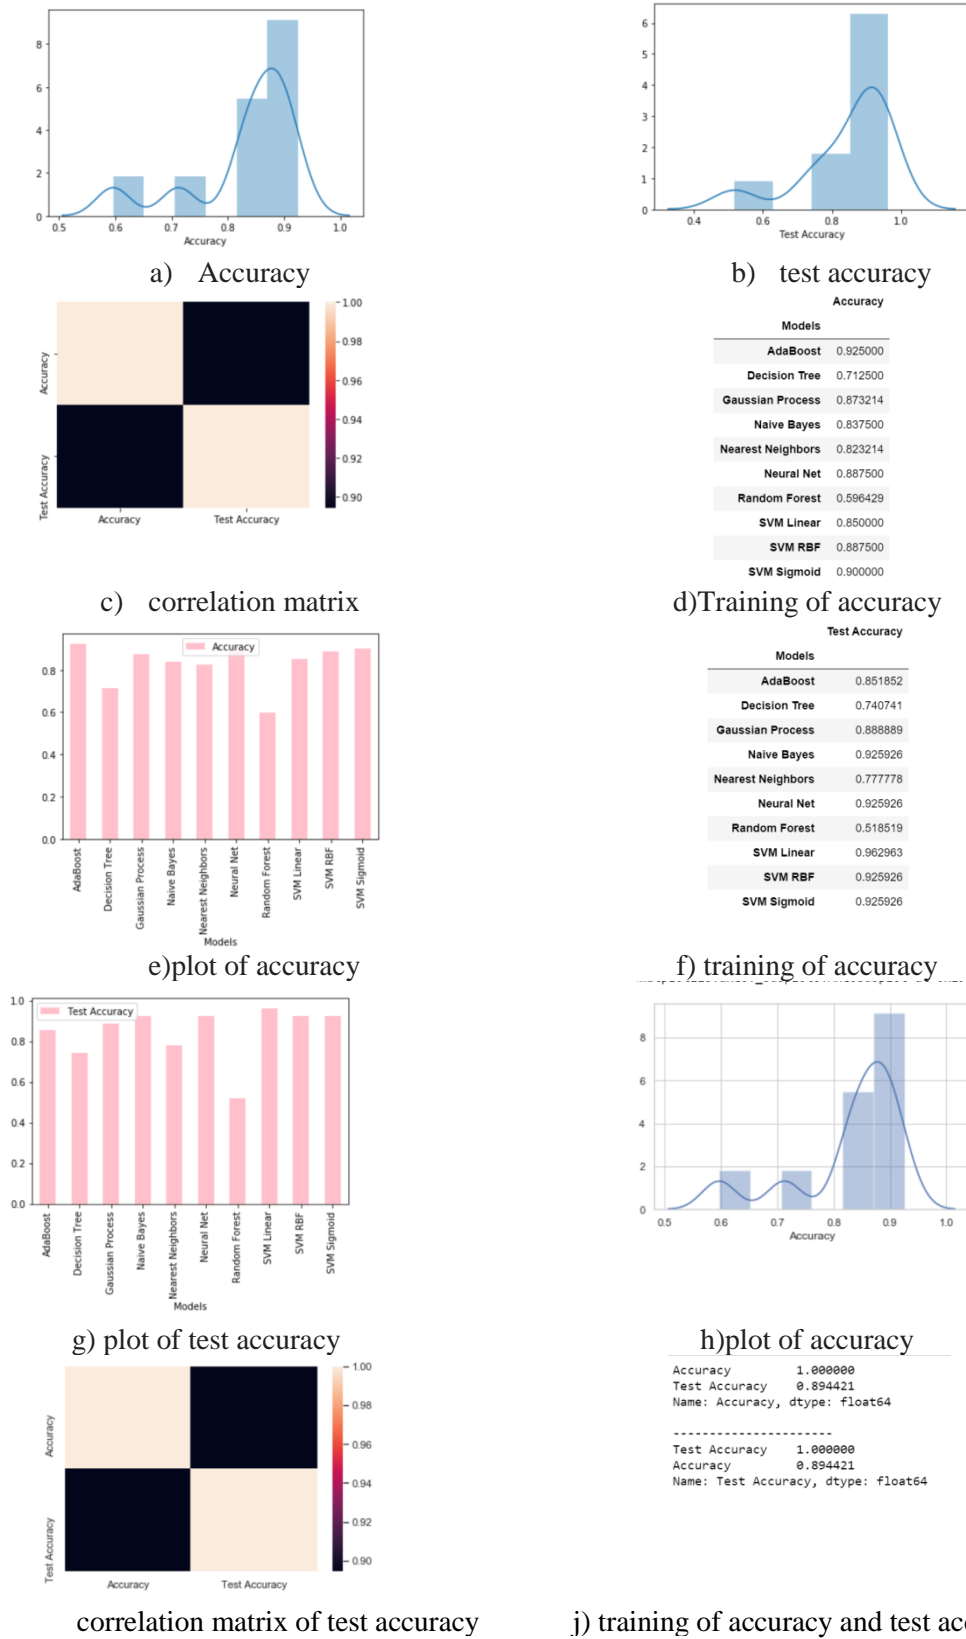 8
6
4
2
0
0.5 0.6 0.7 0.8 0.9 1.0
Accuracy
6
5
4
3
2
1
0
0.4 0.6 0.8 1.0
Test Accuracy
a) Accuracy
b) test accuracy
Accuracy
Test Accuracy
Accuracy Test Accuracy
1.00
0.98
0.96
0.94
0.92
0.90
Accuracy
Models
AdaBoost 0.925000
Decision Tree 0.712500
Gaussian Process 0.873214
Naive Bayes 0.837500
Nearest Neighbors 0.823214
Neural Net 0.887500
Random Forest 0.596429
SVM Linear 0.850000
SVM RBF 0.887500
SVM Sigmoid 0.900000
c) correlation matrix
d)Training of accuracy
Accuracy
0.8
0.6
0.4
0.2
0.0
AdaBoost
Decision Tree
Gaussian Process
Naive Bayes
Nearest Neighbors
Neural Net
Random Forest
SVM Linear
SVM RBF
SVM Sigmoid
Models
Test Accuracy
Models
AdaBoost 0.851852
Decision Tree 0.740741
Gaussian Process 0.888889
Naive Bayes 0.925926
Nearest Neighbors 0.777778
Neural Net 0.925926
Random Forest 0.518519
SVM Linear 0.962963
SVM RBF 0.925926
SVM Sigmoid 0.925926
e)plot of accuracy
f) training of accuracy
Test Accuracy
1.0
0.8
0.6
0.4
0.2
0.0
AdaBoost
Decision Tree
Gaussian Process
Naive Bayes
Nearest Neighbors
Neural Net
Random Forest
SVM Linear
SVM RBF
SVM Sigmoid
Models
8
6
4
2
0
0.5 0.6 0.7 0.8 0.9 1.0
Accuracy
g) plot of test accuracy
h)plot of accuracy
Accuracy
Test Accuracy
Accuracy Test Accuracy
1.00
0.98
0.96
0.94
0.92
0.90
Accuracy 1.000000
Test Accuracy 0.894421
Name: Accuracy, dtype: float64
----------------------
Test Accuracy 1.000000
Accuracy 0.894421
Name: Test Accuracy, dtype: float64
correlation matrix of test accuracy
j) training of accuracy and test